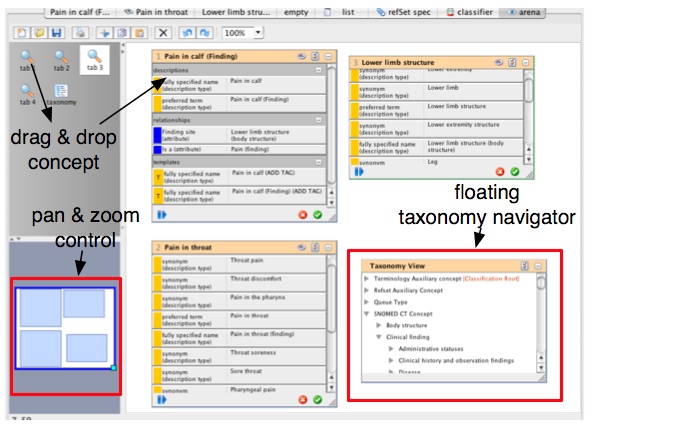 Pain in calf (F... Pain in throat Lower limb stru... empty list refSet spec classifier arena
100%
tab 1 tab 2 tab 3
tab 4 taxonomy
drag & drop
concept
pan & zoom
control
1 Pain in calf (Finding)
descriptions
fully specified name
(description type)
Pain in calf
preferred term
(description type)
Pain in calf (Finding)
relationships
Finding site
(attribute)
Lower limb structure
(body structure)
Is a (attribute)
Pain (finding)
templates
T fully specified name
(description type)
Pain in calf (ADD TAG)
T fully specified name
(description type)
Pain in calf (Finding) (ADD TAG)
3 Lower limb structure
synonym
(description type)
Lower extremity
synonym
(description type)
Lower limb
preferred term
(description type)
Lower limb structure
synonym
(description type)
Lower extremity structure
fully specified name
(description type)
Lower limb structure (body
structure)
synonym
Leg
floating
taxonomy navigator
2 Pain in throat
synonym
(description type)
Throat pain
synonym
(description type)
Throat discomfort
synonym
(description type)
Pain in the pharynx
preferred term
(description type)
Pain in throat
fully specified name
(description type)
Pain in throat (finding)
synonym
(description type)
Throat soreness
synonym
(description type)
Sore throat
synonym
Pharyngeal pain
Taxonomy View
Terminology Auxiliary concept [Classification Root]
Refset Auxiliary Concept
Queue Type
SNOMED CT Concept
Body structure
Clinical finding
Administrative statuses
Clinical history and observation findings
Disease